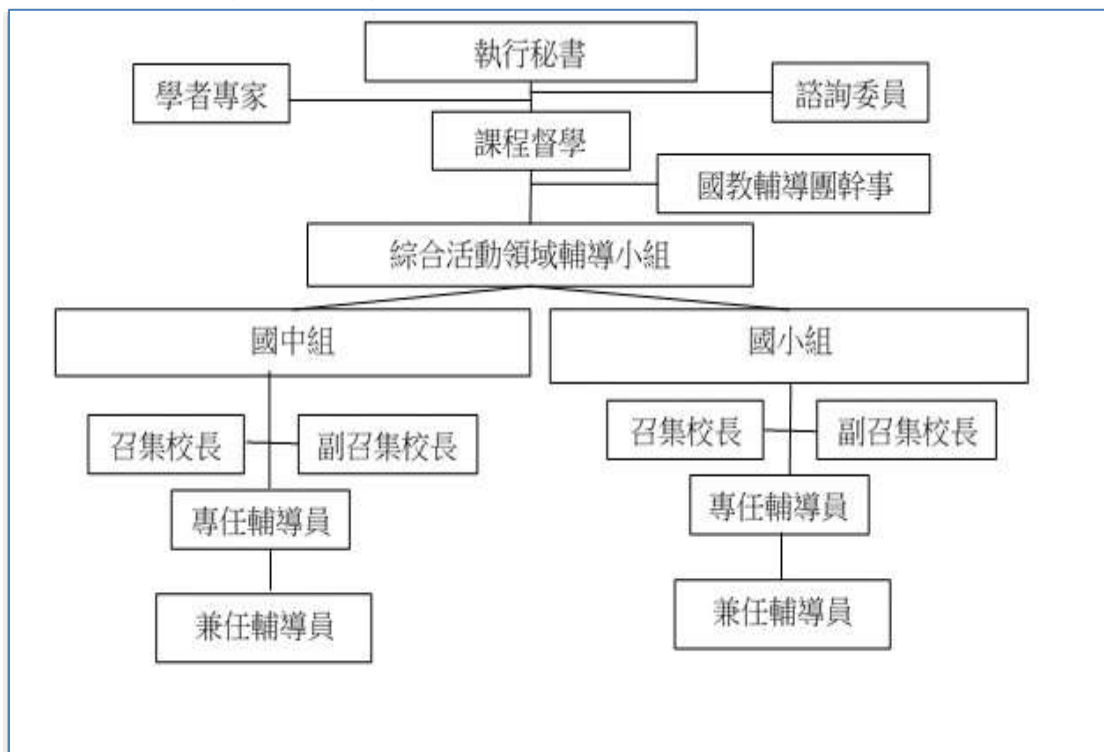 執行秘書
學者專家
諮詢委員
課程督學
國教輔導團幹事
綜合活動領域輔導小組
國中組
國小組
召集校長
副召集校長
召集校長
副召集校長
專任輔導員
專任輔導員
兼任輔導員
兼任輔導員